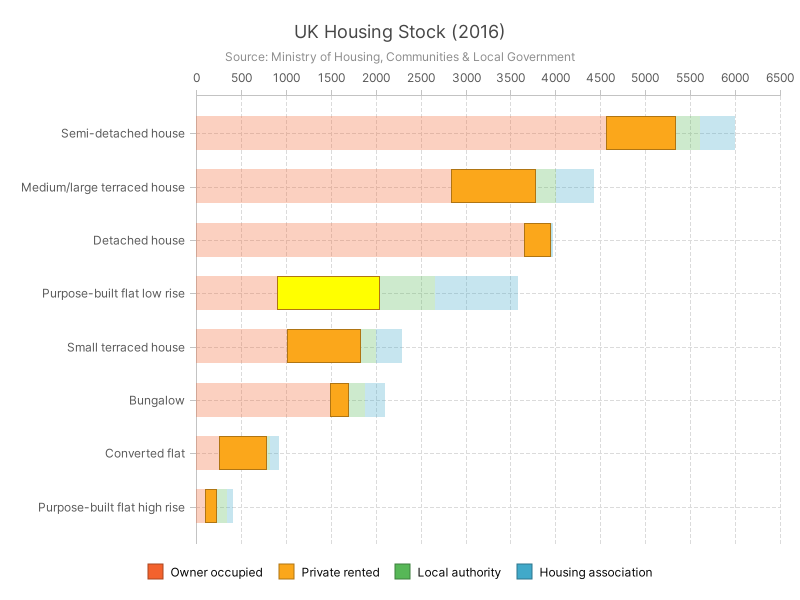 UK Housing Stock (2016)
Source: Ministry of Housing, Communities & Local Government
0 500 1000 1500 2000 2500 3000 3500 4000 4500 5000 5500 6000 6500
Semi-detached house
Medium/large terraced house
Detached house
Purpose-built flat low rise
Small terraced house
Bungalow
Converted flat
Purpose-built flat high rise
Owner occupied Private rented Local authority Housing association